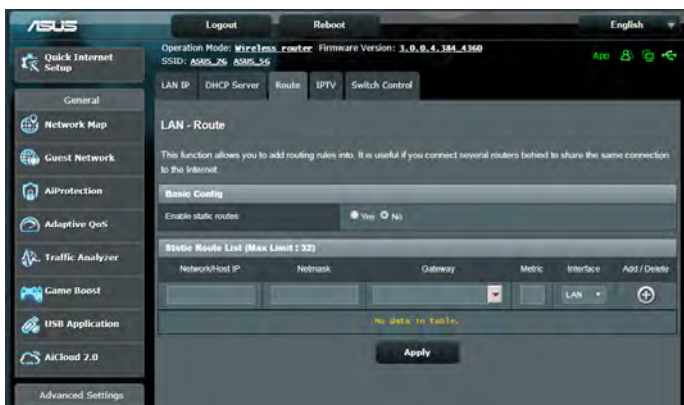 ASUS
Logout
Reboot
English
Quick Internet Setup
Operation Mode: Wireless router Firmware Version: 3.0.0.4.384_4360
SSID: ASUS_2G ASUS_5G
App
General
Network Map
Guest Network
AiProtection
Adaptive QoS
Traffic Analyzer
Game Boost
USB Application
AiCloud 2.0
Advanced Settings
LAN IP DHCP Server Route IPTV Switch Control
LAN - Route
This function allows you to add routing rules into. It is useful if you connect several routers behind to share the same connection
to the Internet.
Basic Config
Enable static routes Yes No
Static Route List (Max Limit : 32)
Network/Host IP Netmask Gateway Metric Interface Add / Delete
LAN
No data in table.
Apply